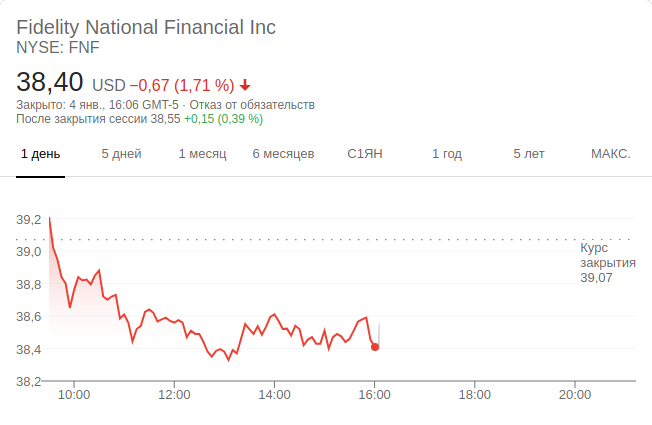 Fidelity National Financial Inc
NYSE: FNF
38,40 USD −0,67 (1,71 %)
Закрыто: 4 янв., 16:06 GMT-5 · Отказ от обязательств
После закрытия сессии 38,55 +0,15 (0,39 %)
1 день 5 дней 1 месяц 6 месяцев С1ЯН 1 год 5 лет МАКС.
39,2
39,0
38,8
38,6
38,4
38,2
Курс
закрытия
39,07
10:00 12:00 14:00 16:00 18:00 20:00